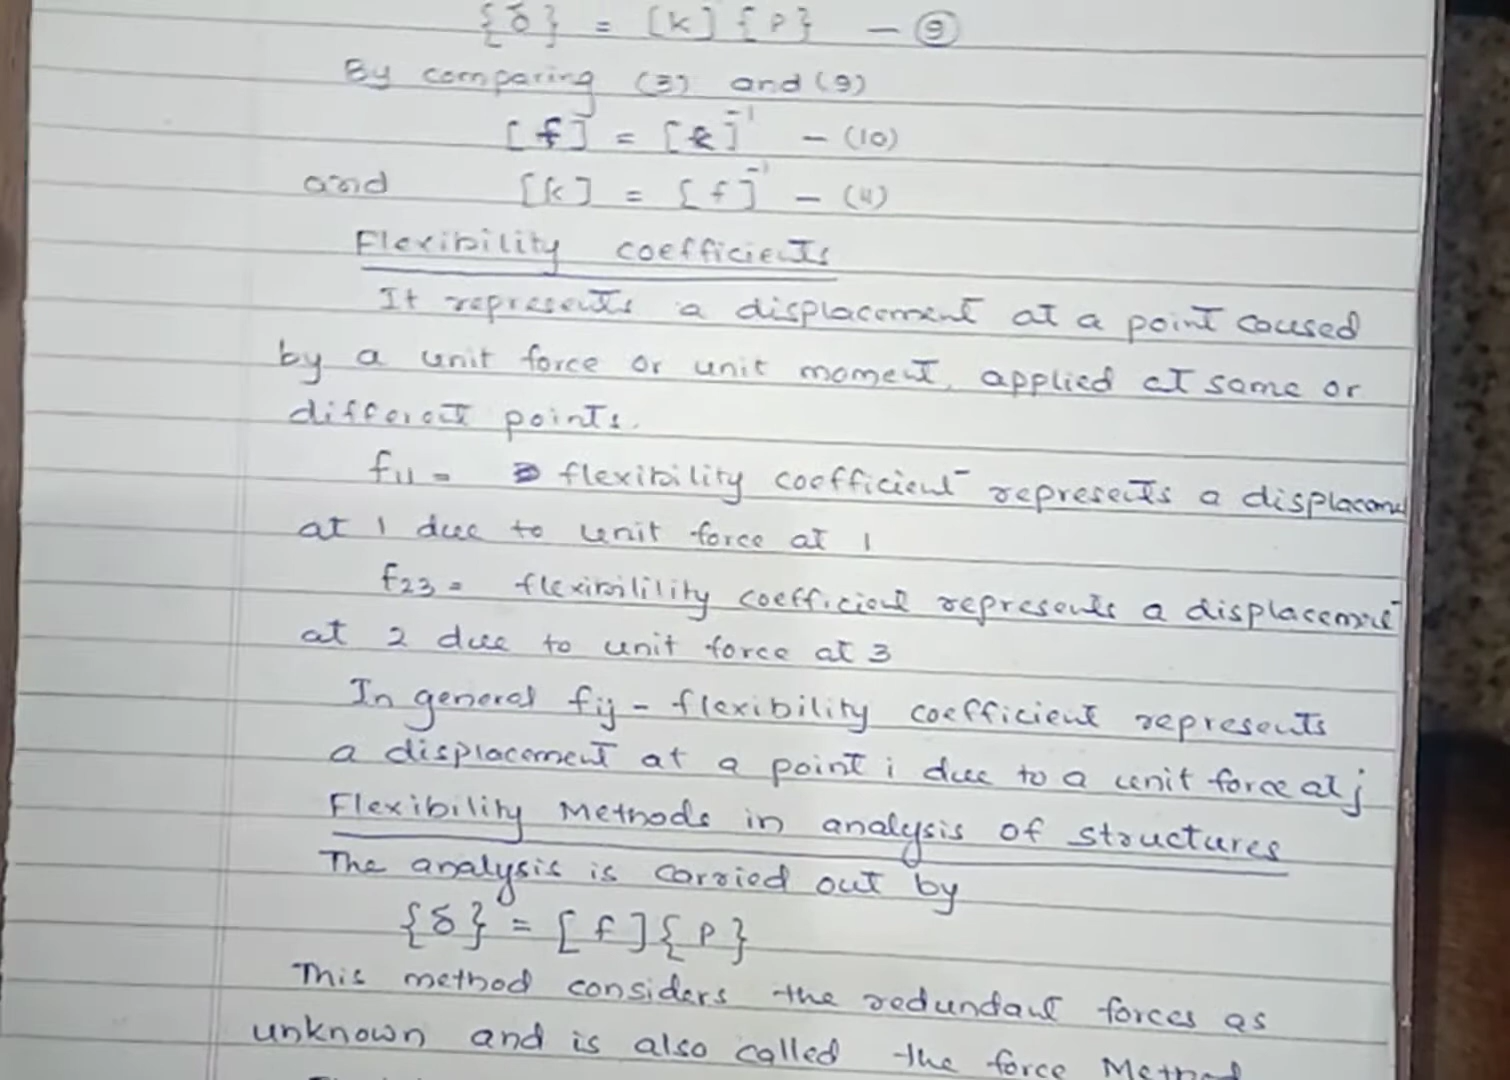 {δ} = [k] {P} — ⑨
By comparing (3) and (9)
[f] = [k]⁻¹ — (10)
and [k] = [f]⁻¹ — (11)
Flexibility coefficients
It represents a displacement at a point caused
by a unit force or unit moment, applied at same or
different points.
f₁₁ = flexibility coefficient represents a displacem
at 1 due to unit force at 1
f₂₃ = flexibility coefficient represents a displacement
at 2 due to unit force at 3
In general fij - flexibility coefficient represents
a displacement at a point i due to a unit force at j
Flexibility Methods in analysis of structures
The analysis is carried out by
{δ} = [f]{P}
This method considers the redundant forces as
unknown and is also called the force Method